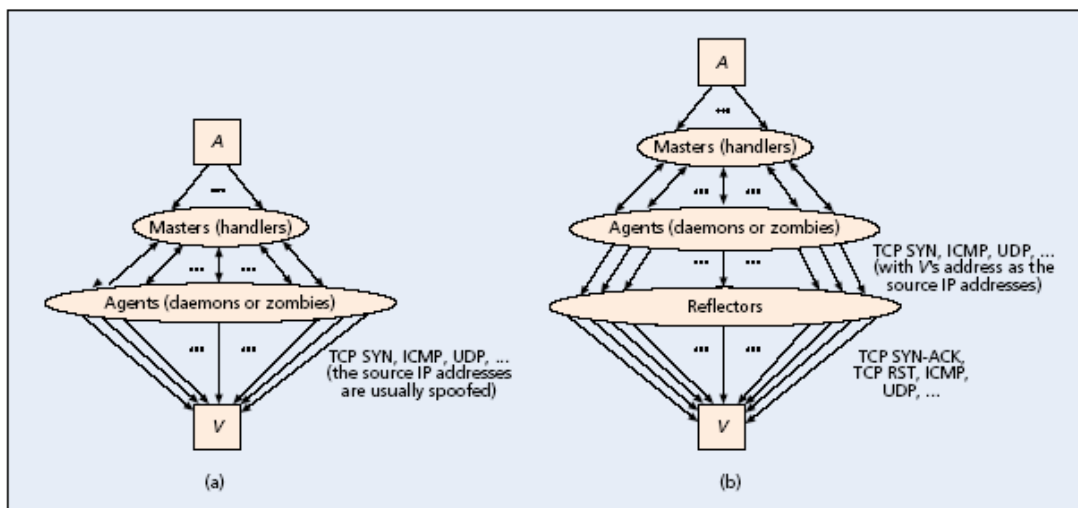 A
...
Masters (handlers)
... ...
Agents (daemons or zombies)
... ...
TCP SYN, ICMP, UDP, ...
(the source IP addresses
are usually spoofed)
V
(a)
A
...
Masters (handlers)
... ...
Agents (daemons or zombies)
... ...
TCP SYN, ICMP, UDP, ...
(with V's address as the
source IP addresses)
Reflectors
... ...
TCP SYN-ACK,
TCP RST, ICMP,
UDP, ...
V
(b)